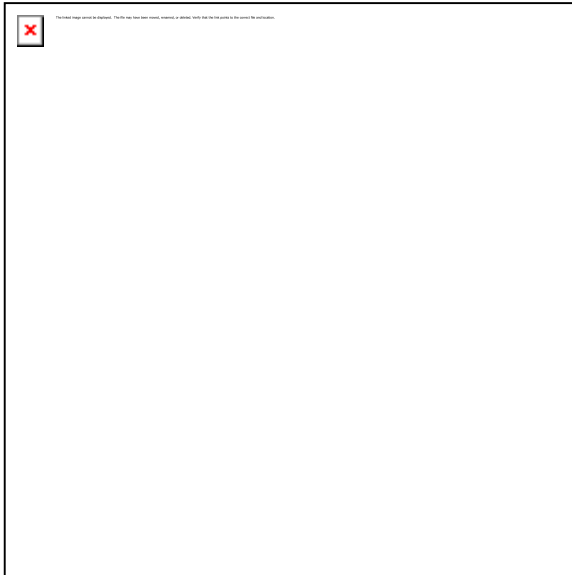 The linked image cannot be displayed.  The file may have been moved, renamed, or deleted. Verify that the link points to the correct file and location.